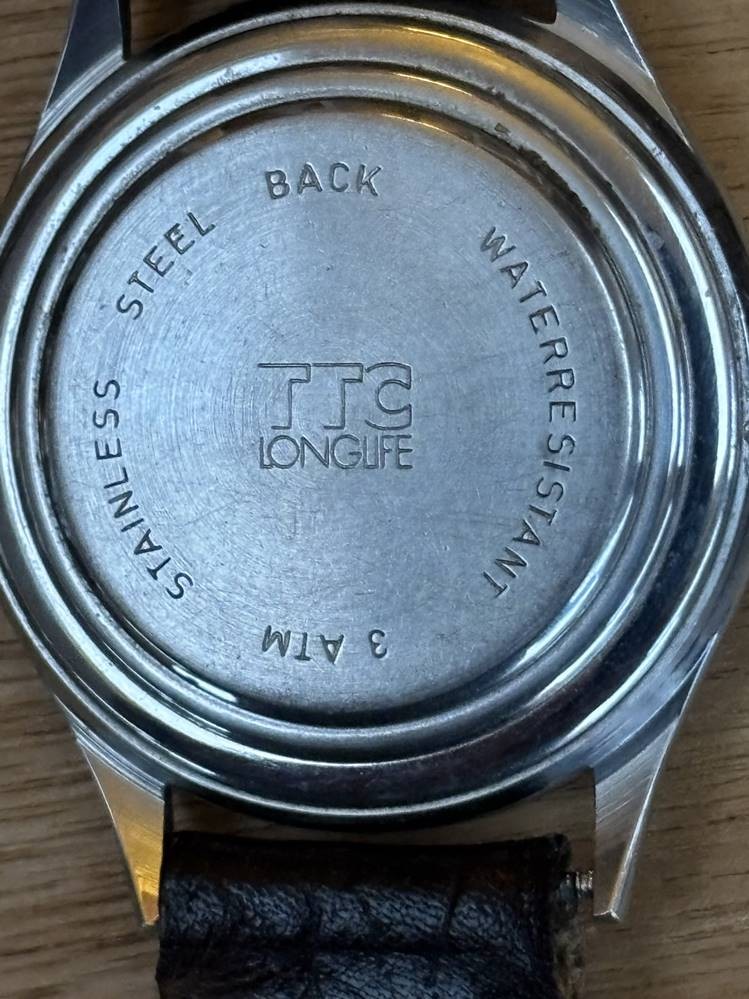 STAINLESS STEEL BACK WATERRESISTANT 3 ATM
TTC
LONGLIFE